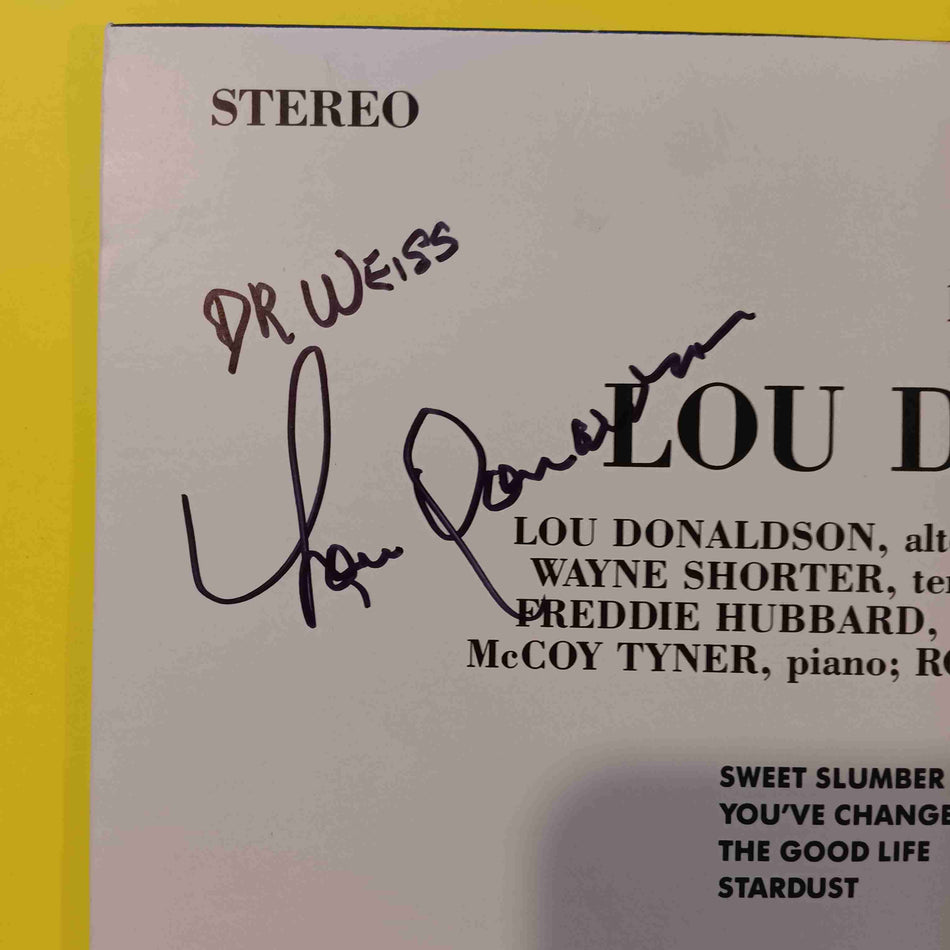 STEREO
DR WEISS
Lou Donaldson
LOU D
LOU DONALDSON, alt
WAYNE SHORTER, te
FREDDIE HUBBARD,
McCOY TYNER, piano; R
SWEET SLUMBER
YOU'VE CHANGE
THE GOOD LIFE
STARDUST